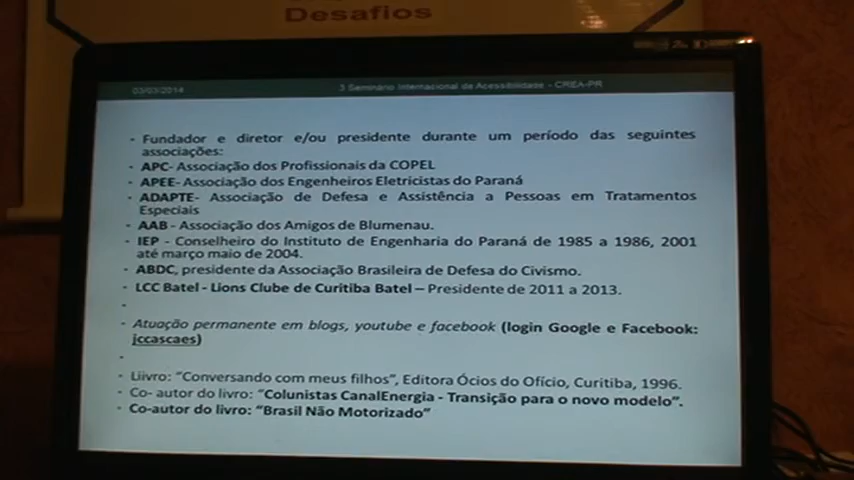 Desafios
03/03/2014
3 Seminário Internacional de Acessibilidade - CREA-PR
- Fundador e diretor e/ou presidente durante um período das seguintes
associações:
- APC- Associação dos Profissionais da COPEL
- APEE- Associação dos Engenheiros Eletricistas do Paraná
- ADAPTE- Associação de Defesa e Assistência a Pessoas em Tratamentos
Especiais
- AAB - Associação dos Amigos de Blumenau.
- IEP - Conselheiro do Instituto de Engenharia do Paraná de 1985 a 1986, 2001
até março maio de 2004.
- ABDC, presidente da Associação Brasileira de Defesa do Civismo.
- LCC Batel - Lions Clube de Curitiba Batel – Presidente de 2011 a 2013.
-
- Atuação permanente em blogs, youtube e facebook (login Google e Facebook:
jccascaes)
-
- Liivro: "Conversando com meus filhos", Editora Ócios do Ofício, Curitiba, 1996.
- Co- autor do livro: "Colunistas CanalEnergia - Transição para o novo modelo".
- Co-autor do livro: "Brasil Não Motorizado"